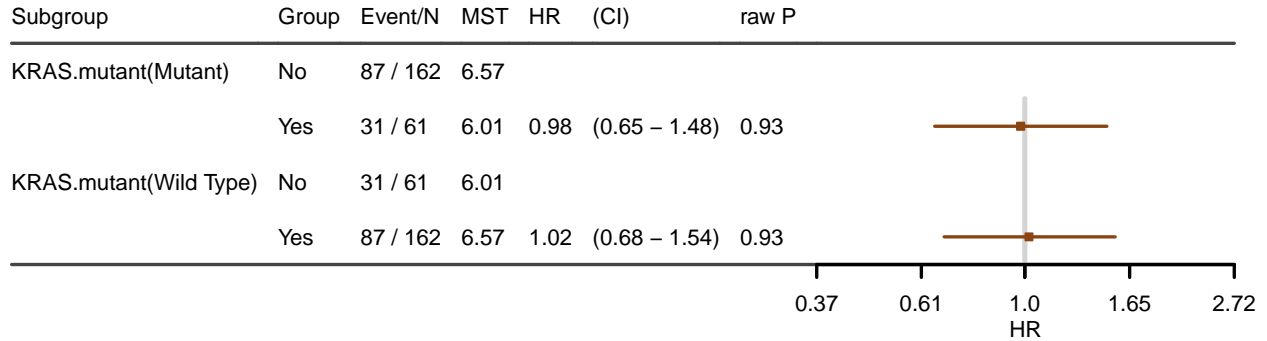 Subgroup Group Event/N MST HR (CI) raw P
KRAS.mutant(Mutant) No 87 / 162 6.57
Yes 31 / 61 6.01 0.98 (0.65 − 1.48) 0.93
KRAS.mutant(Wild Type) No 31 / 61 6.01
Yes 87 / 162 6.57 1.02 (0.68 − 1.54) 0.93
0.37 0.61 1.0 1.65 2.72
HR